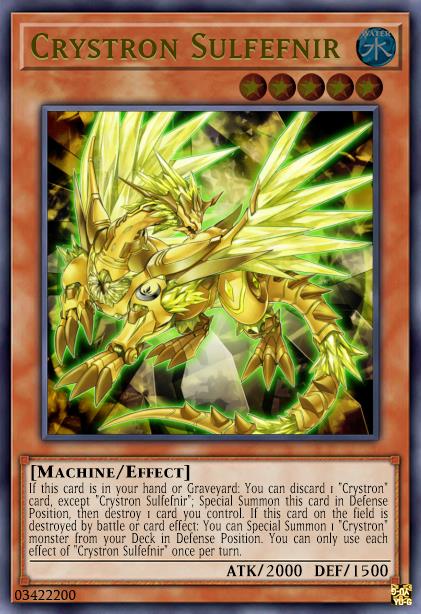 Crystron Sulfefnir
WATER
水
[Machine/Effect]
If this card is in your hand or Graveyard: You can discard 1 "Crystron"
card, except "Crystron Sulfefnir"; Special Summon this card in Defense
Position, then destroy 1 card you control. If this card on the field is
destroyed by battle or card effect: You can Special Summon 1 "Crystron"
monster from your Deck in Defense Position. You can only use each
effect of "Crystron Sulfefnir" once per turn.
ATK/2000 DEF/1500
03422200